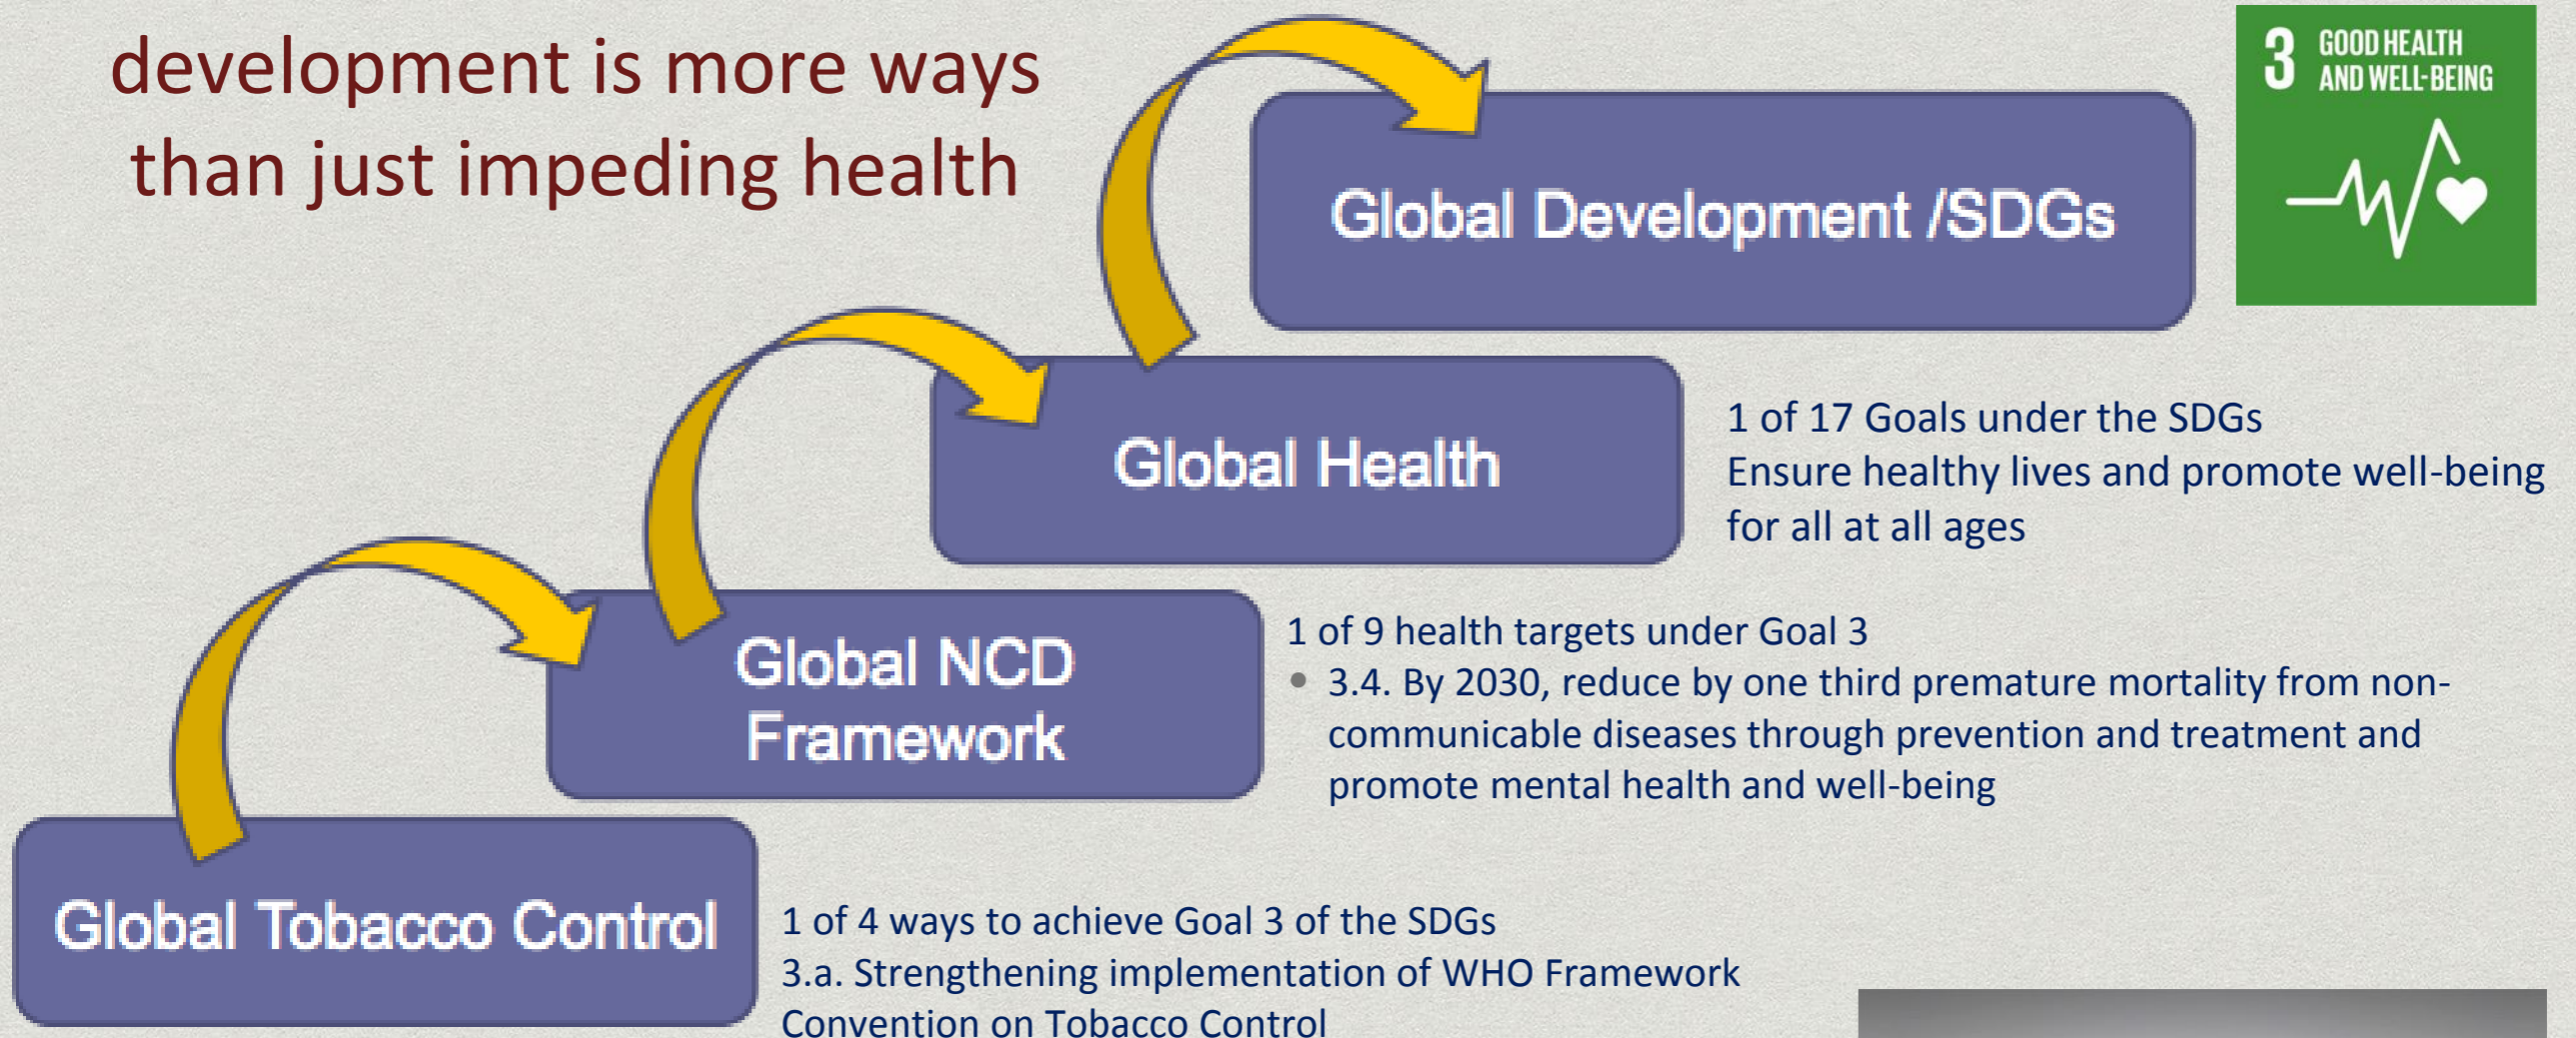 development is more ways
than just impeding health
3 GOOD HEALTH
AND WELL-BEING
Global Development /SDGs
Global Health
1 of 17 Goals under the SDGs
Ensure healthy lives and promote well-being
for all at all ages
Global NCD
Framework
1 of 9 health targets under Goal 3
• 3.4. By 2030, reduce by one third premature mortality from non-
communicable diseases through prevention and treatment and
promote mental health and well-being
Global Tobacco Control
1 of 4 ways to achieve Goal 3 of the SDGs
3.a. Strengthening implementation of WHO Framework
Convention on Tobacco Control